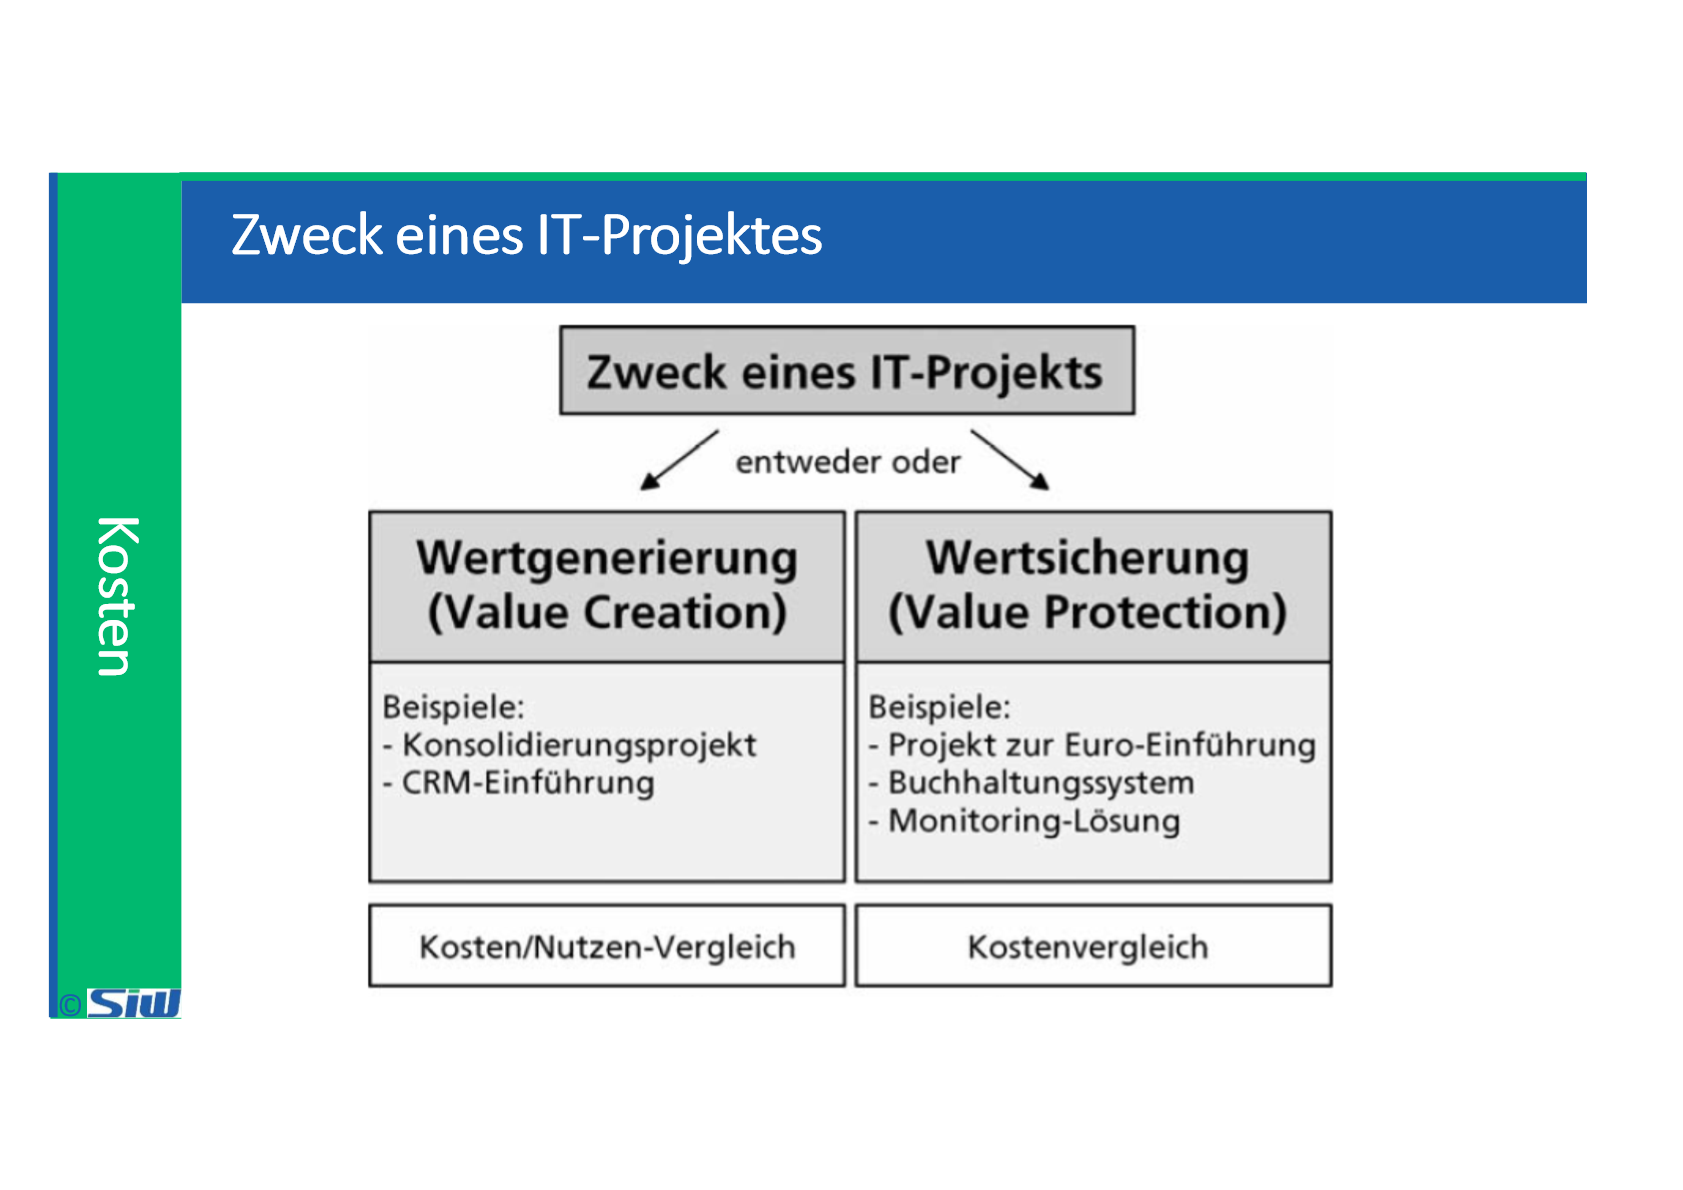 Zweck eines IT-Projektes
Kosten
Zweck eines IT-Projekts
entweder oder
Wertgenerierung
(Value Creation)
Beispiele:
- Konsolidierungsprojekt
- CRM-Einführung
Kosten/Nutzen-Vergleich
Wertsicherung
(Value Protection)
Beispiele:
- Projekt zur Euro-Einführung
- Buchhaltungssystem
- Monitoring-Lösung
Kostenvergleich
© SiW